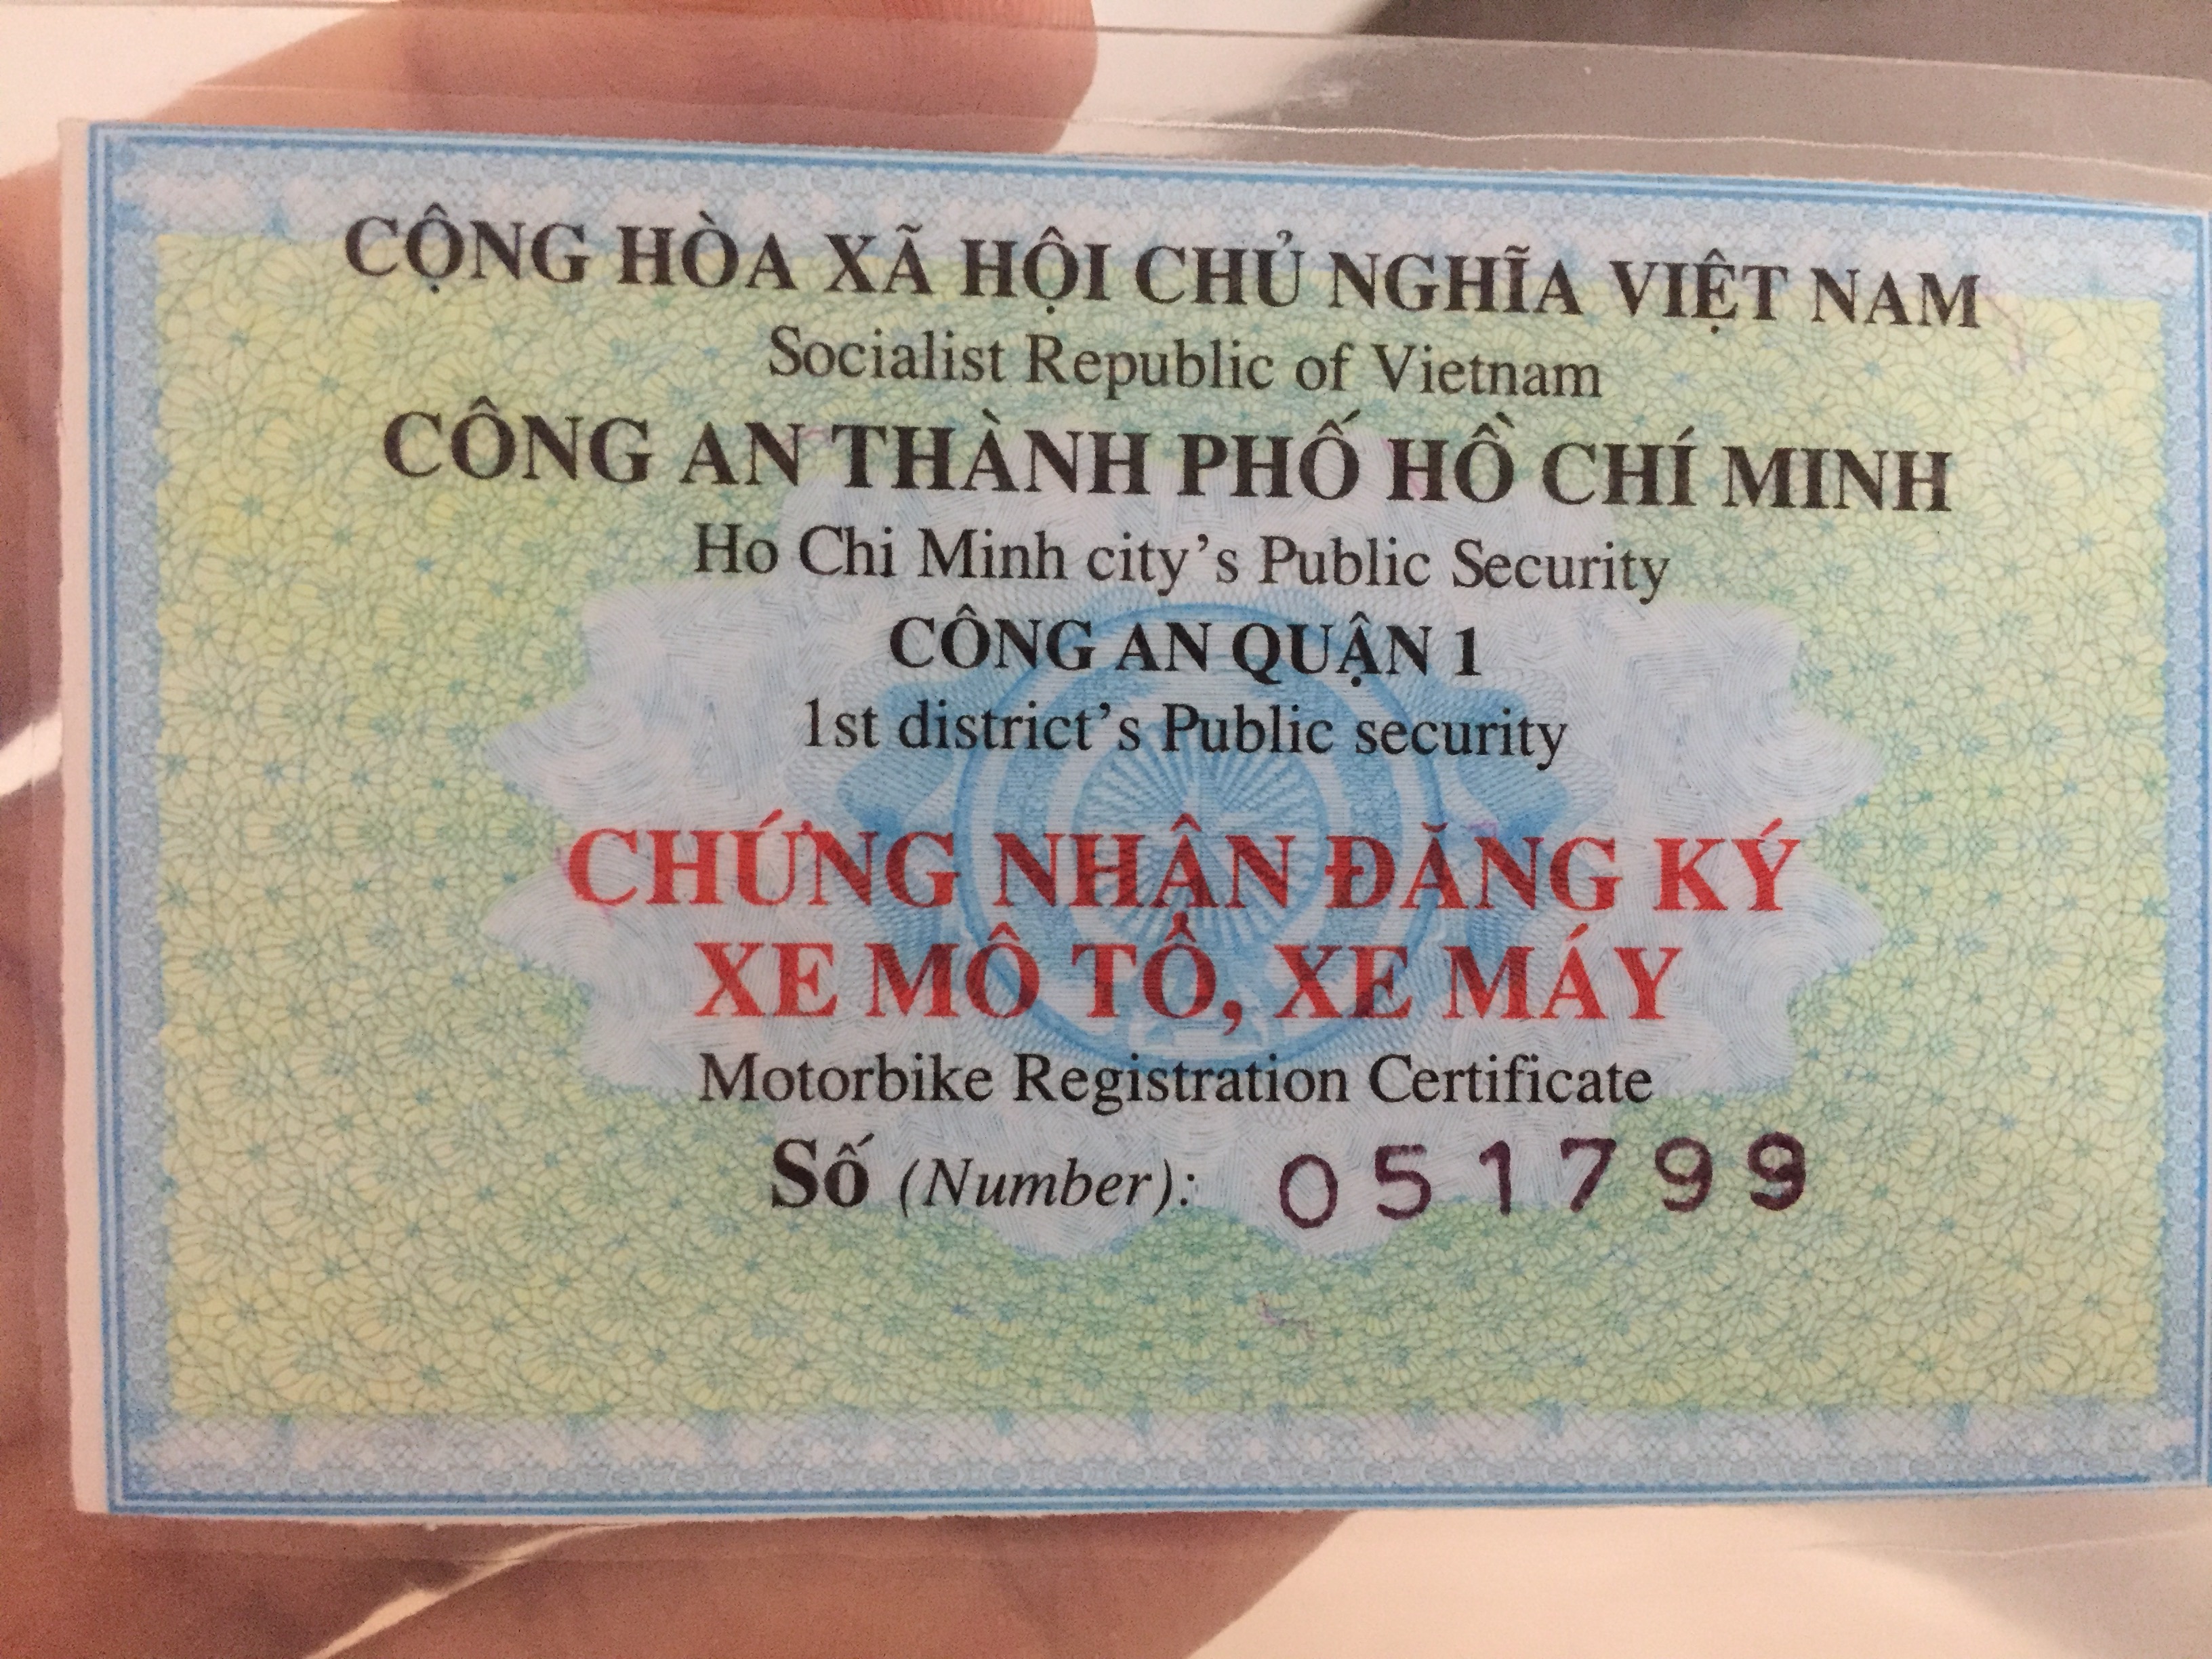 CỘNG HÒA XÃ HỘI CHỦ NGHĨA VIỆT NAM
Socialist Republic of Vietnam
CÔNG AN THÀNH PHỐ HỒ CHÍ MINH
Ho Chi Minh city's Public Security
CÔNG AN QUẬN 1
1st district's Public security
CHỨNG NHẬN ĐĂNG KÝ
XE MÔ TÔ, XE MÁY
Motorbike Registration Certificate
Số (Number): 051799